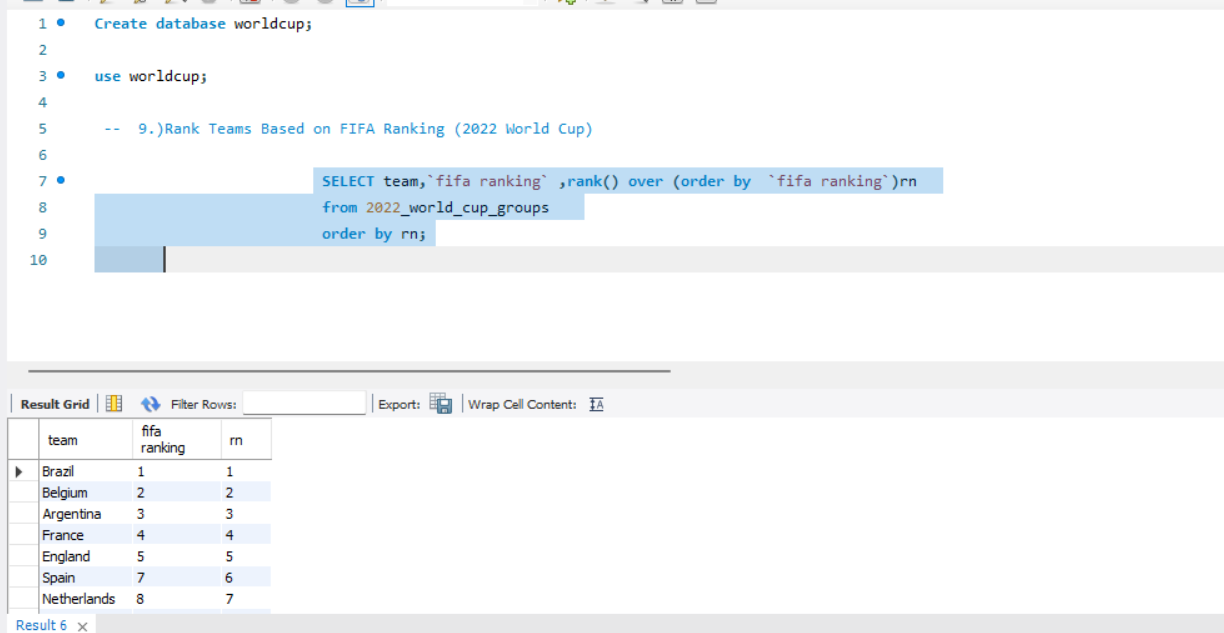 1 Create database worldcup;
2
3 use worldcup;
4
5 -- 9.)Rank Teams Based on FIFA Ranking (2022 World Cup)
6
7 SELECT team,`fifa ranking` ,rank() over (order by `fifa ranking`)rn
8 from 2022_world_cup_groups
9 order by rn;
10
Result Grid Filter Rows: Export: Wrap Cell Content: IA
team fifa ranking rn
Brazil 1 1
Belgium 2 2
Argentina 3 3
France 4 4
England 5 5
Spain 7 6
Netherlands 8 7
Result 6 ×